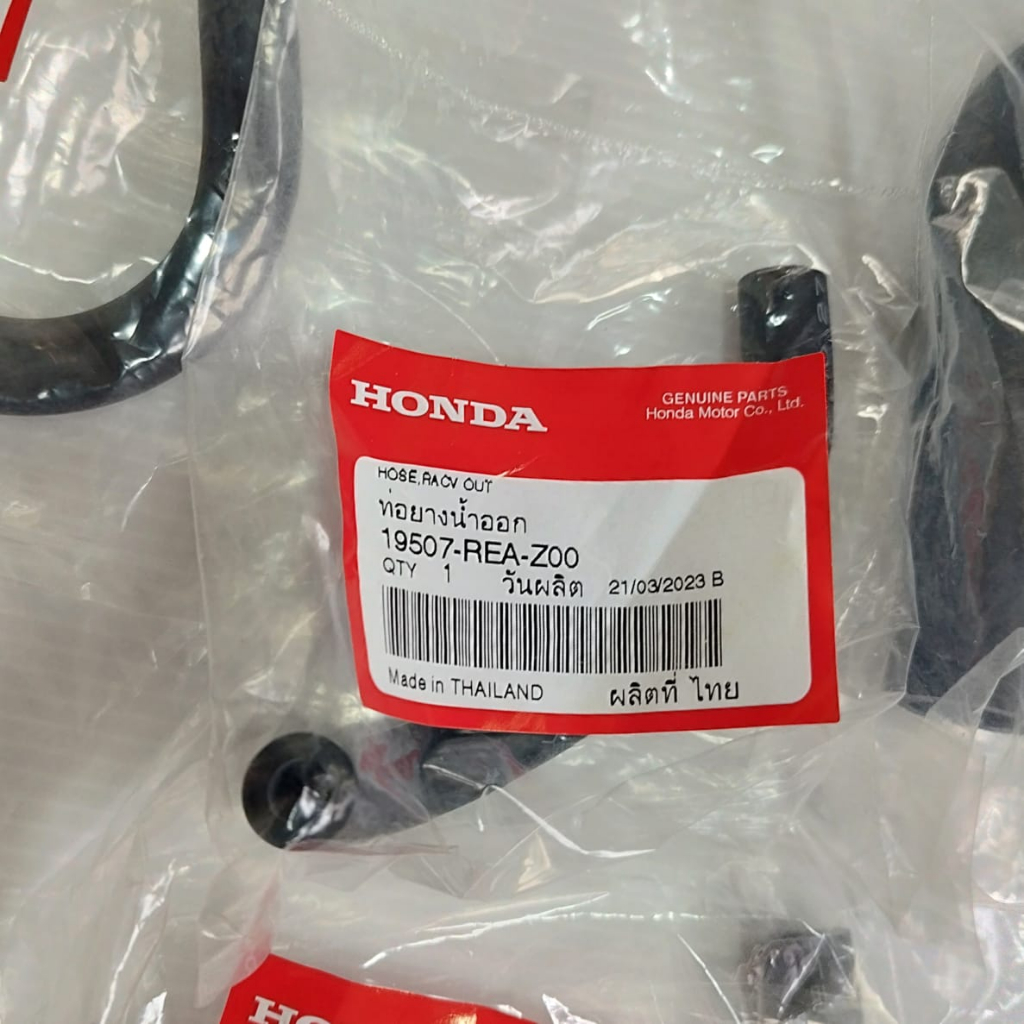 HONDA
GENUINE PARTS
Honda Motor Co., Ltd.
HOSE,RACV OUT
ท่อยางน้ำออก
19507-REA-Z00
QTY 1 วันผลิต 21/03/2023 B
Made in THAILAND ผลิตที่ ไทย